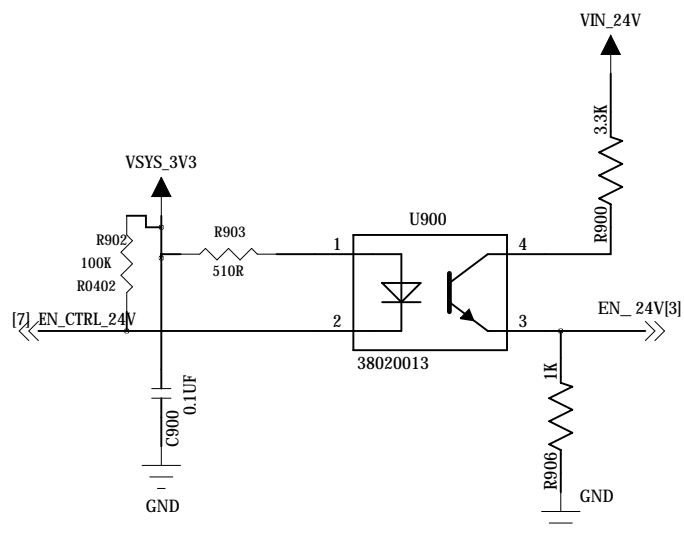 VIN_24V
3.3K
R900
VSYS_3V3
R902
100K
R0402
R903
510R
U900
1
4
2
3
38020013
[7] EN_CTRL_24V
EN_ 24V[3]
0.1UF
C900
GND
1K
R906
GND